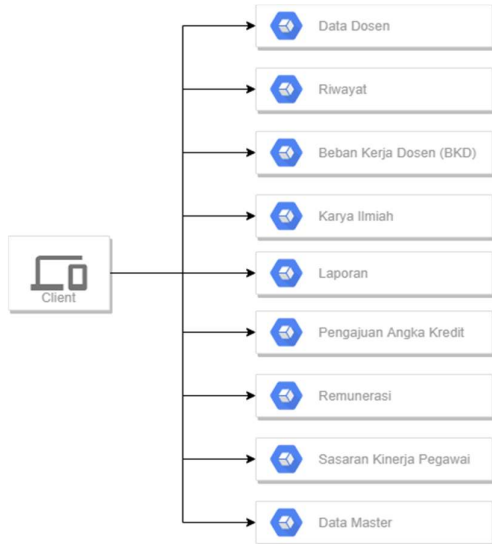 Data Dosen
Riwayat
Beban Kerja Dosen (BKD)
Karya Ilmiah
Client
Laporan
Pengajuan Angka Kredit
Remunerasi
Sasaran Kinerja Pegawai
Data Master